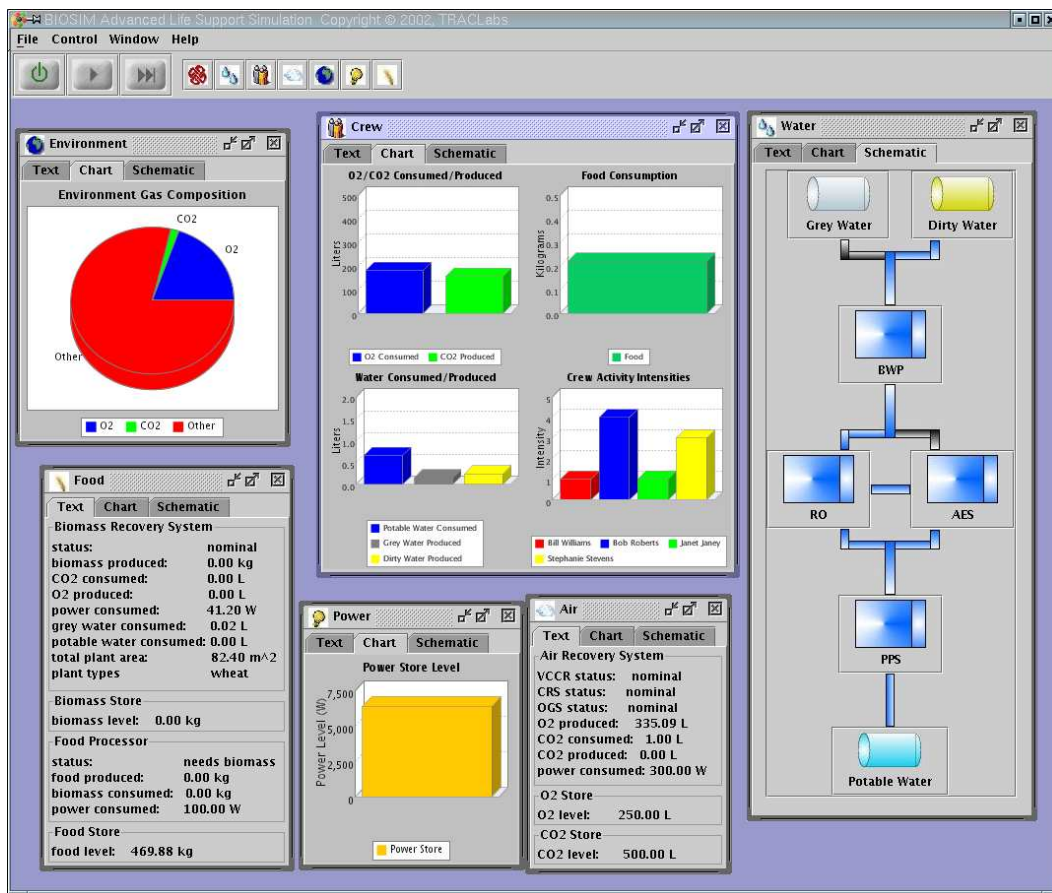 BIOSIM Advanced Life Support Simulation Copyright © 2002, TRACLabs
File Control Window Help
Environment
Text Chart Schematic
Environment Gas Composition
CO2
O2
Other
O2 CO2 Other
Crew
Text Chart Schematic
O2/CO2 Consumed/Produced
Liters
500
400
300
200
100
0
O2 Consumed CO2 Produced
Food Consumption
Kilograms
0.5
0.4
0.3
0.2
0.1
0.0
Food
Water Consumed/Produced
Liters
2.0
1.5
1.0
0.5
0.0
Potable Water Consumed
Grey Water Produced
Dirty Water Produced
Crew Activity Intensities
Intensity
5
4
3
2
1
0
Bill Williams Bob Roberts Janet Janey
Stephanie Stevens
Water
Text Chart Schematic
Grey Water Dirty Water
BWP
RO AES
PPS
Potable Water
Food
Text Chart Schematic
Biomass Recovery System
status: nominal
biomass produced: 0.00 kg
CO2 consumed: 0.00 L
O2 produced: 0.00 L
power consumed: 41.20 W
grey water consumed: 0.02 L
potable water consumed: 0.00 L
total plant area: 82.40 m^2
plant types wheat
Biomass Store
biomass level: 0.00 kg
Food Processor
status: needs biomass
food produced: 0.00 kg
biomass consumed: 0.00 kg
power consumed: 100.00 W
Food Store
food level: 469.88 kg
Power
Text Chart Schematic
Power Store Level
Power Level (W)
7,500
5,000
2,500
0
Power Store
Air
Text Chart Schematic
Air Recovery System
VCCR status: nominal
CRS status: nominal
OGS status: nominal
O2 produced: 335.09 L
CO2 consumed: 1.00 L
CO2 produced: 0.00 L
power consumed: 300.00 W
O2 Store
O2 level: 250.00 L
CO2 Store
CO2 level: 500.00 L